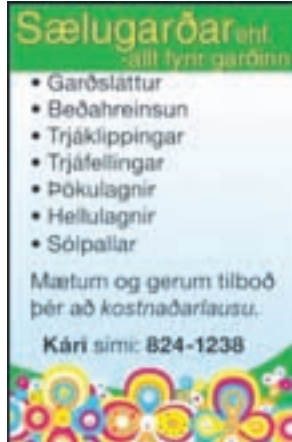 Sælugarðar ehf.
-allt fyrir garðinn
• Garðsláttur
• Beðahreinsun
• Trjáklippingar
• Trjáfellingar
• Þökulagnir
• Hellulagnir
• Sólpallar
Mætum og gerum tilboð
þér að kostnaðarlausu.
Kári sími: 824-1238